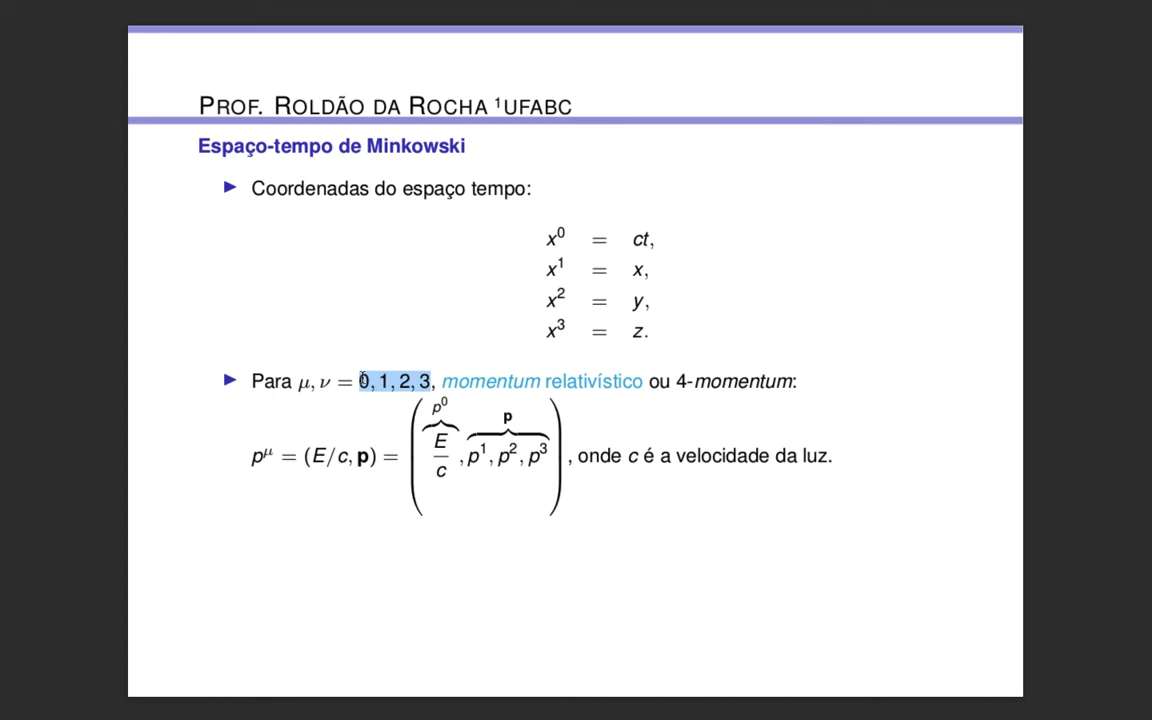 PROF. ROLDÃO DA ROCHA ¹UFABC
Espaço-tempo de Minkowski
▶ Coordenadas do espaço tempo:
x⁰ = ct,
x¹ = x,
x² = y,
x³ = z.
▶ Para μ, ν = 0, 1, 2, 3, momentum relativístico ou 4-momentum:
p⁰ p
pᵘ = (E/c, p) = (E/c, p¹, p², p³), onde c é a velocidade da luz.